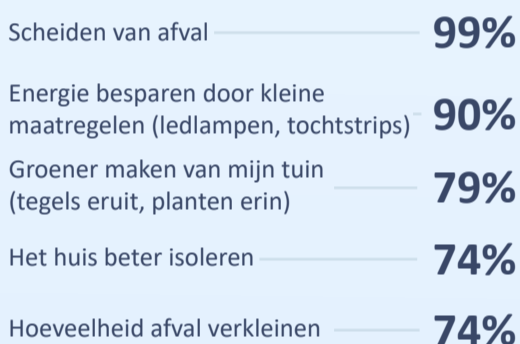 Scheiden van afval 99%
Energie besparen door kleine
maatregelen (ledlampen, tochtstrips) 90%
Groener maken van mijn tuin
(tegels eruit, planten erin) 79%
Het huis beter isoleren 74%
Hoeveelheid afval verkleinen 74%